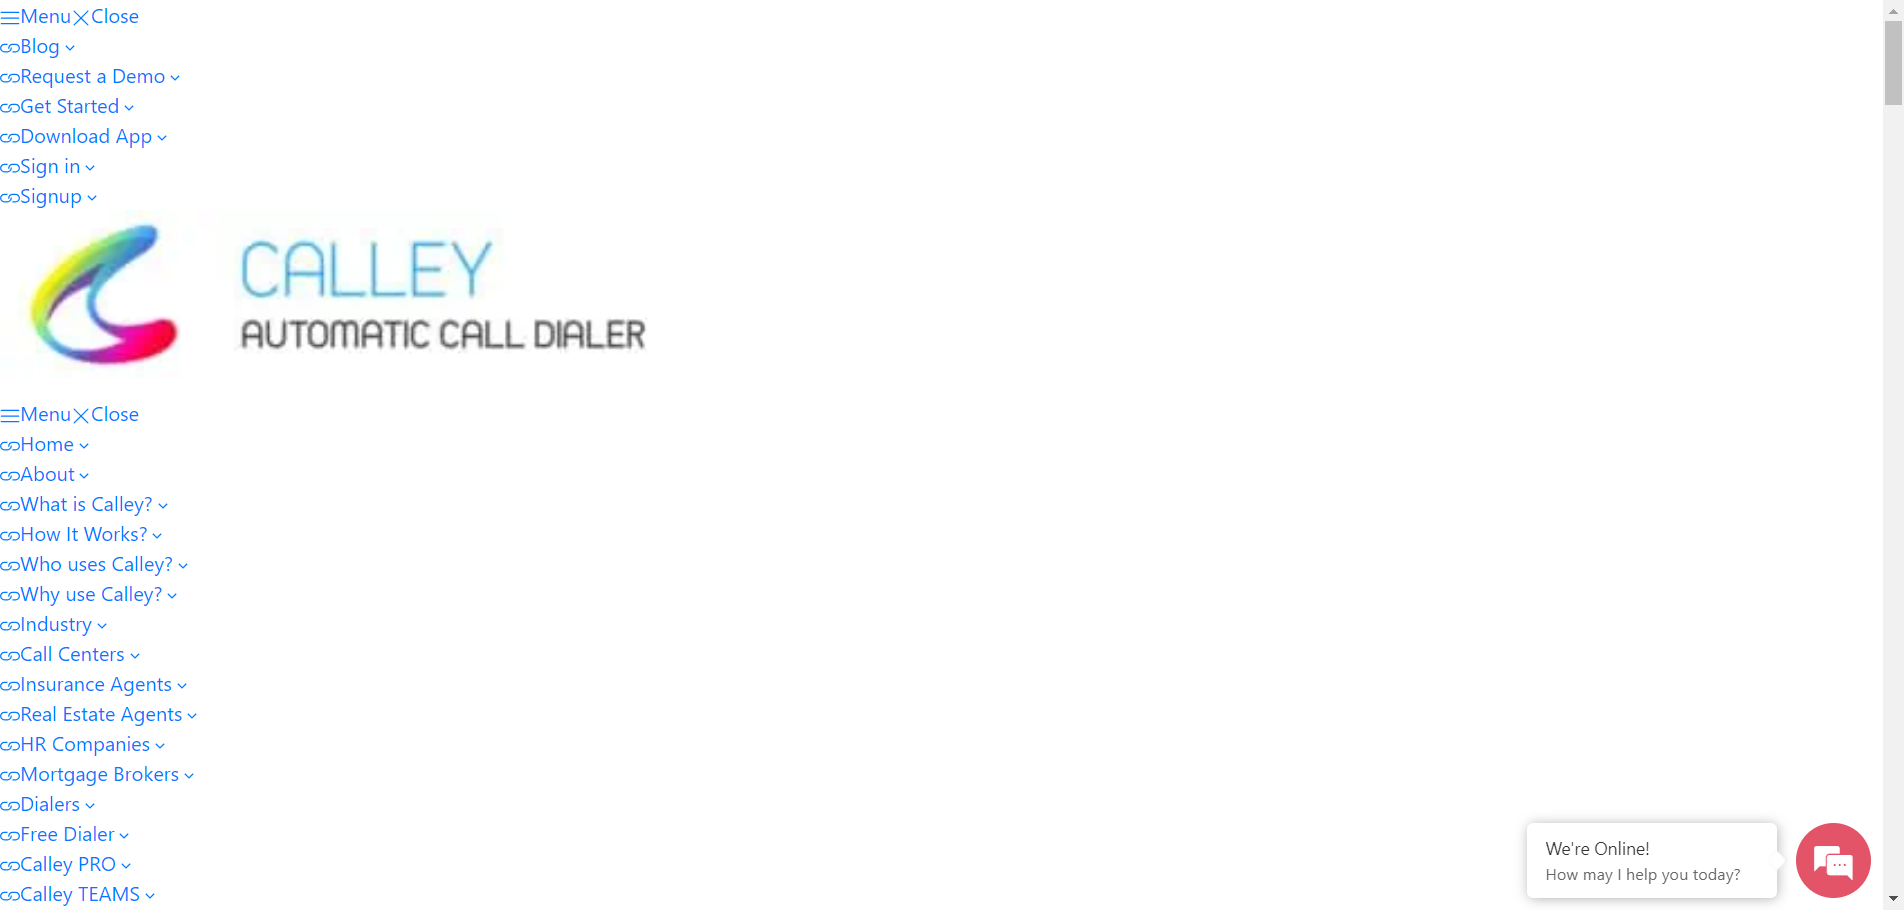 Menu Close
Blog
Request a Demo
Get Started
Download App
Sign in
Signup
CALLEY
AUTOMATIC CALL DIALER
Menu Close
Home
About
What is Calley?
How It Works?
Who uses Calley?
Why use Calley?
Industry
Call Centers
Insurance Agents
Real Estate Agents
HR Companies
Mortgage Brokers
Dialers
Free Dialer
Calley PRO
Calley TEAMS
We're Online!
How may I help you today?